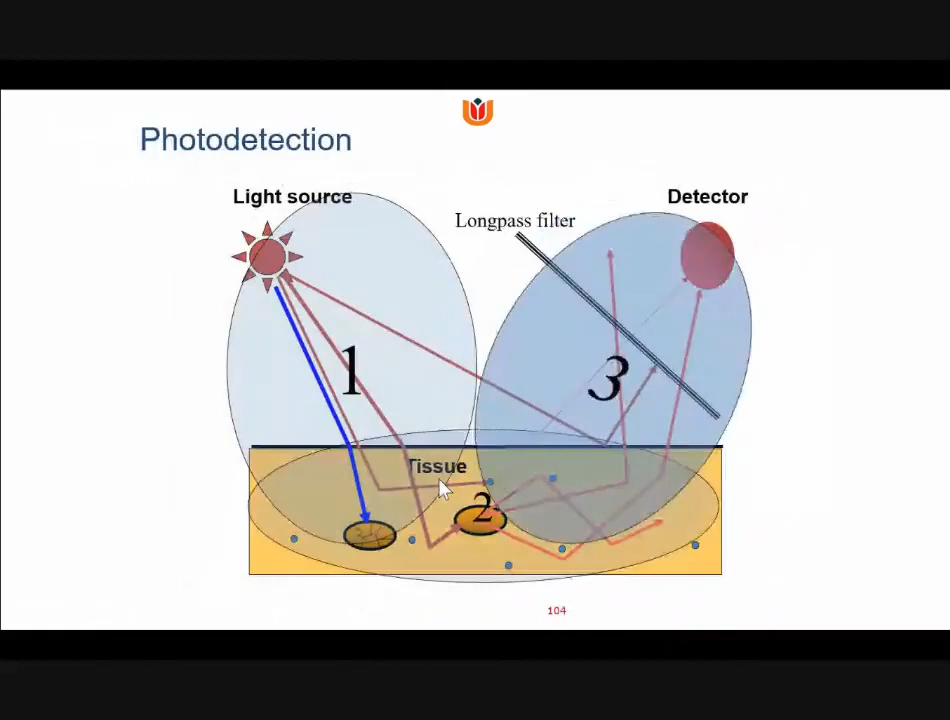 Photodetection
Light source
Detector
Longpass filter
1
3
Tissue
2
104